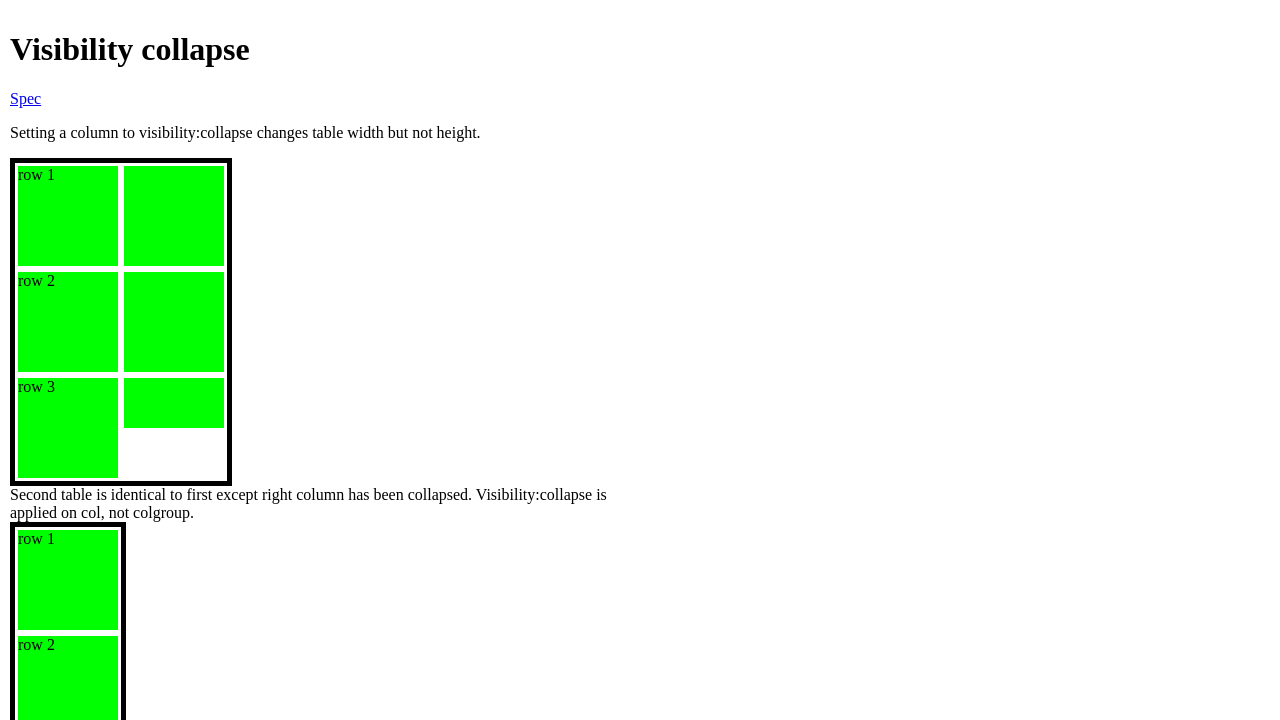 Visibility collapse
Spec
Setting a column to visibility:collapse changes table width but not height.
row 1
row 2
row 3
Second table is identical to first except right column has been collapsed. Visibility:collapse is
applied on col, not colgroup.
row 1
row 2